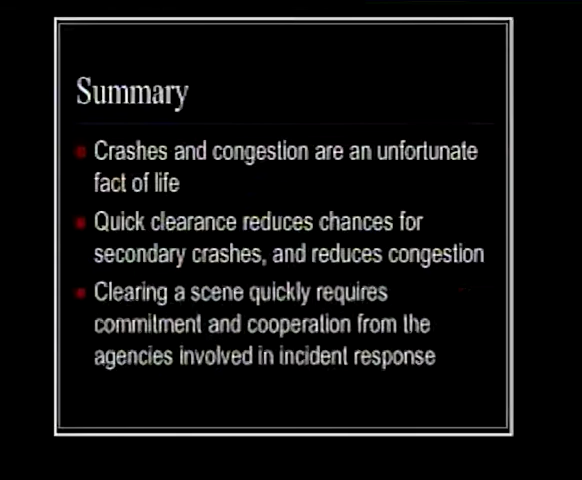 Summary
Crashes and congestion are an unfortunate
fact of life
Quick clearance reduces chances for
secondary crashes, and reduces congestion
Clearing a scene quickly requires
commitment and cooperation from the
agencies involved in incident response